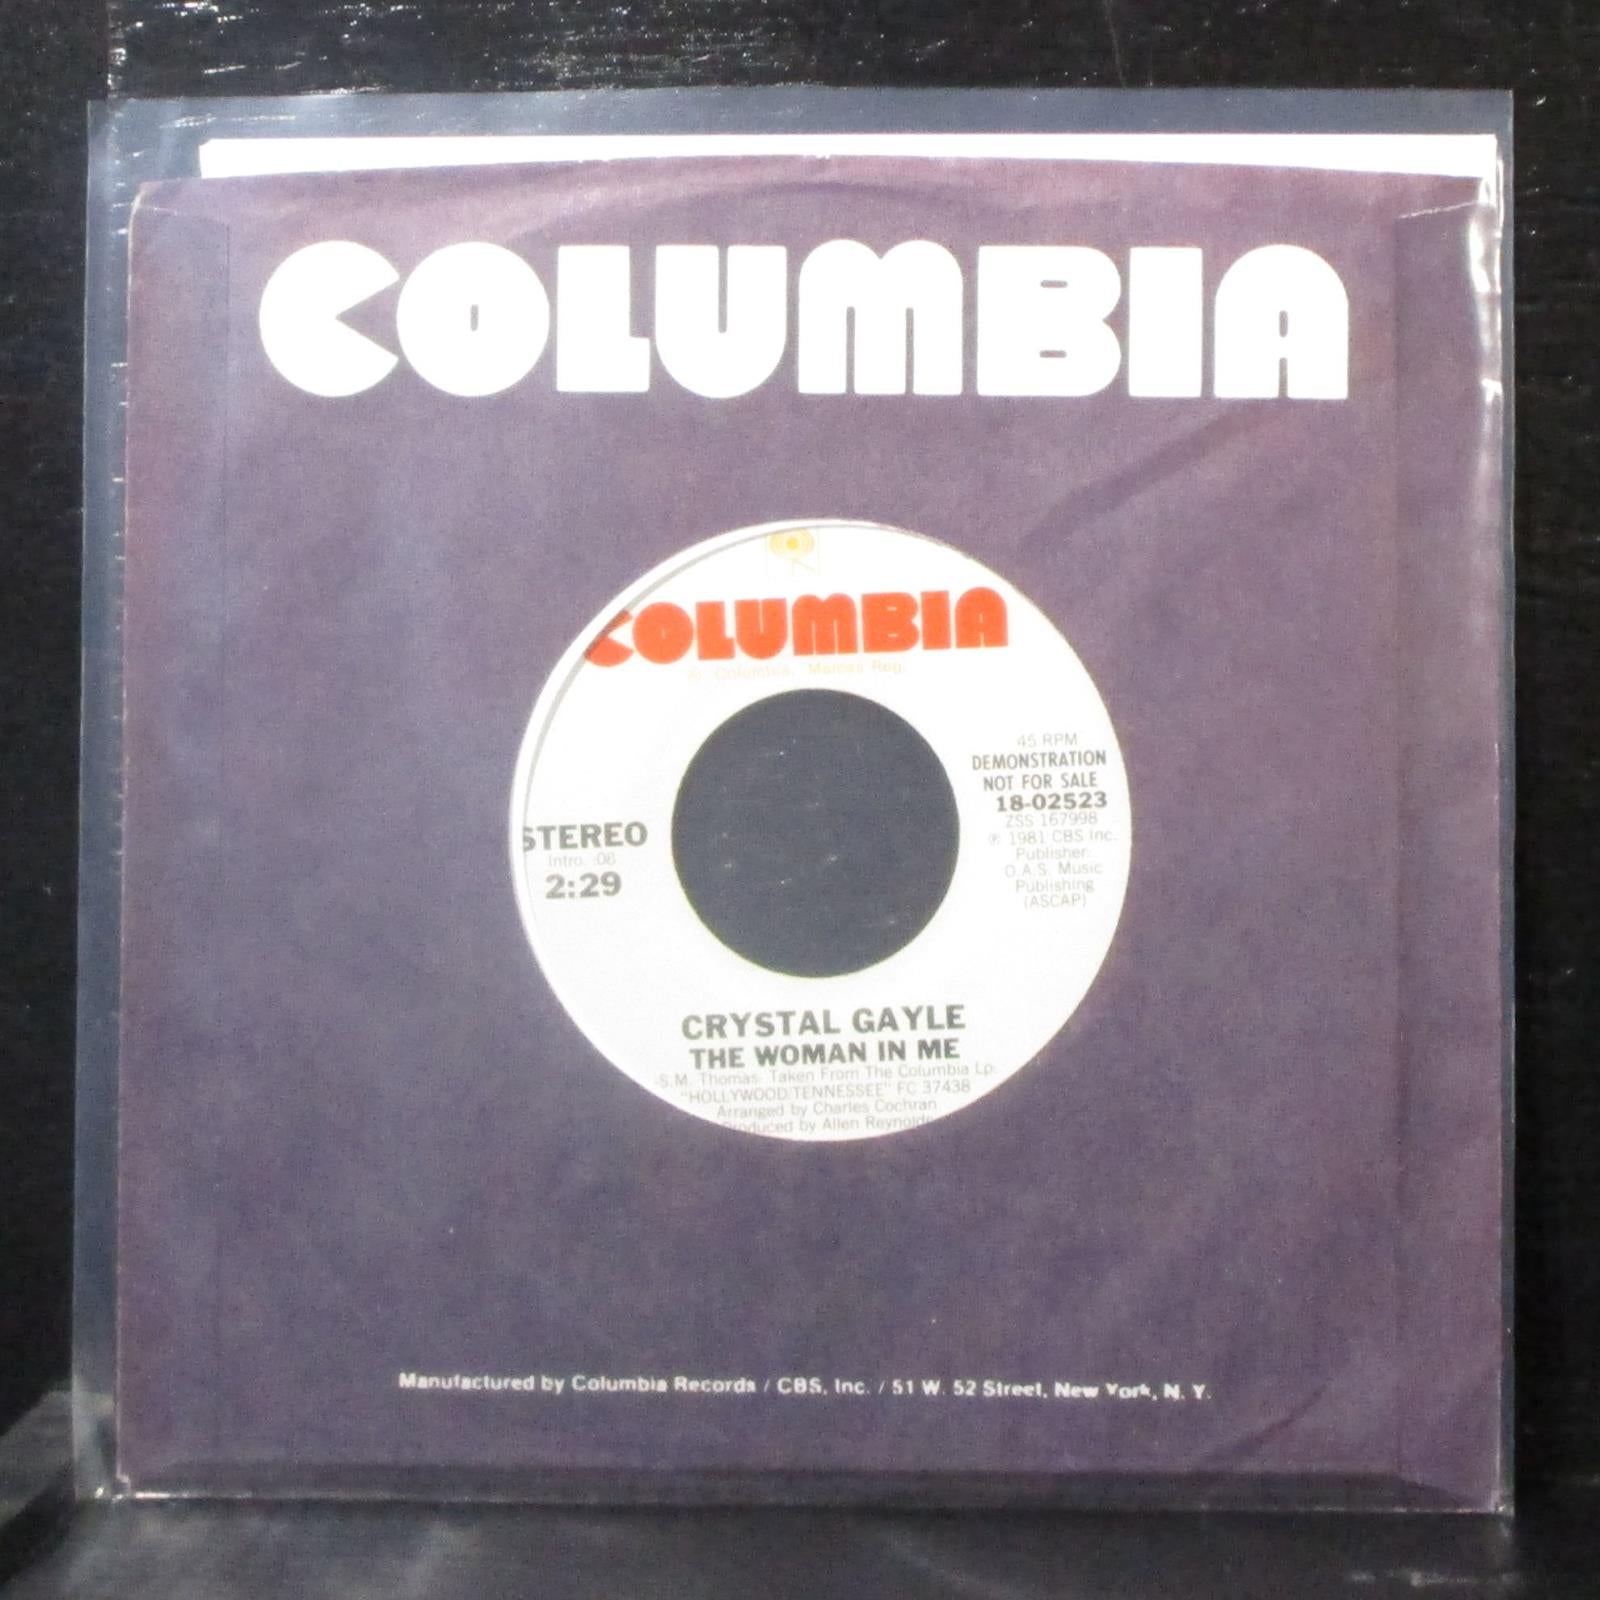 COLUMBIA
COLUMBIA
Columbia, Marcas Reg.
45 RPM
DEMONSTRATION
NOT FOR SALE
18-02523
ZSS 167998
℗ 1981 CBS Inc.
Publisher:
O.A.S. Music
Publishing
(ASCAP)
STEREO
Intro. :08
2:29
CRYSTAL GAYLE
THE WOMAN IN ME
-S.M. Thomas- Taken From The Columbia Lp:
"HOLLYWOOD/TENNESSEE" FC 37438
Arranged by Charles Cochran
Produced by Allen Reynolds
Manufactured by Columbia Records / CBS, Inc. / 51 W. 52 Street, New York, N. Y.